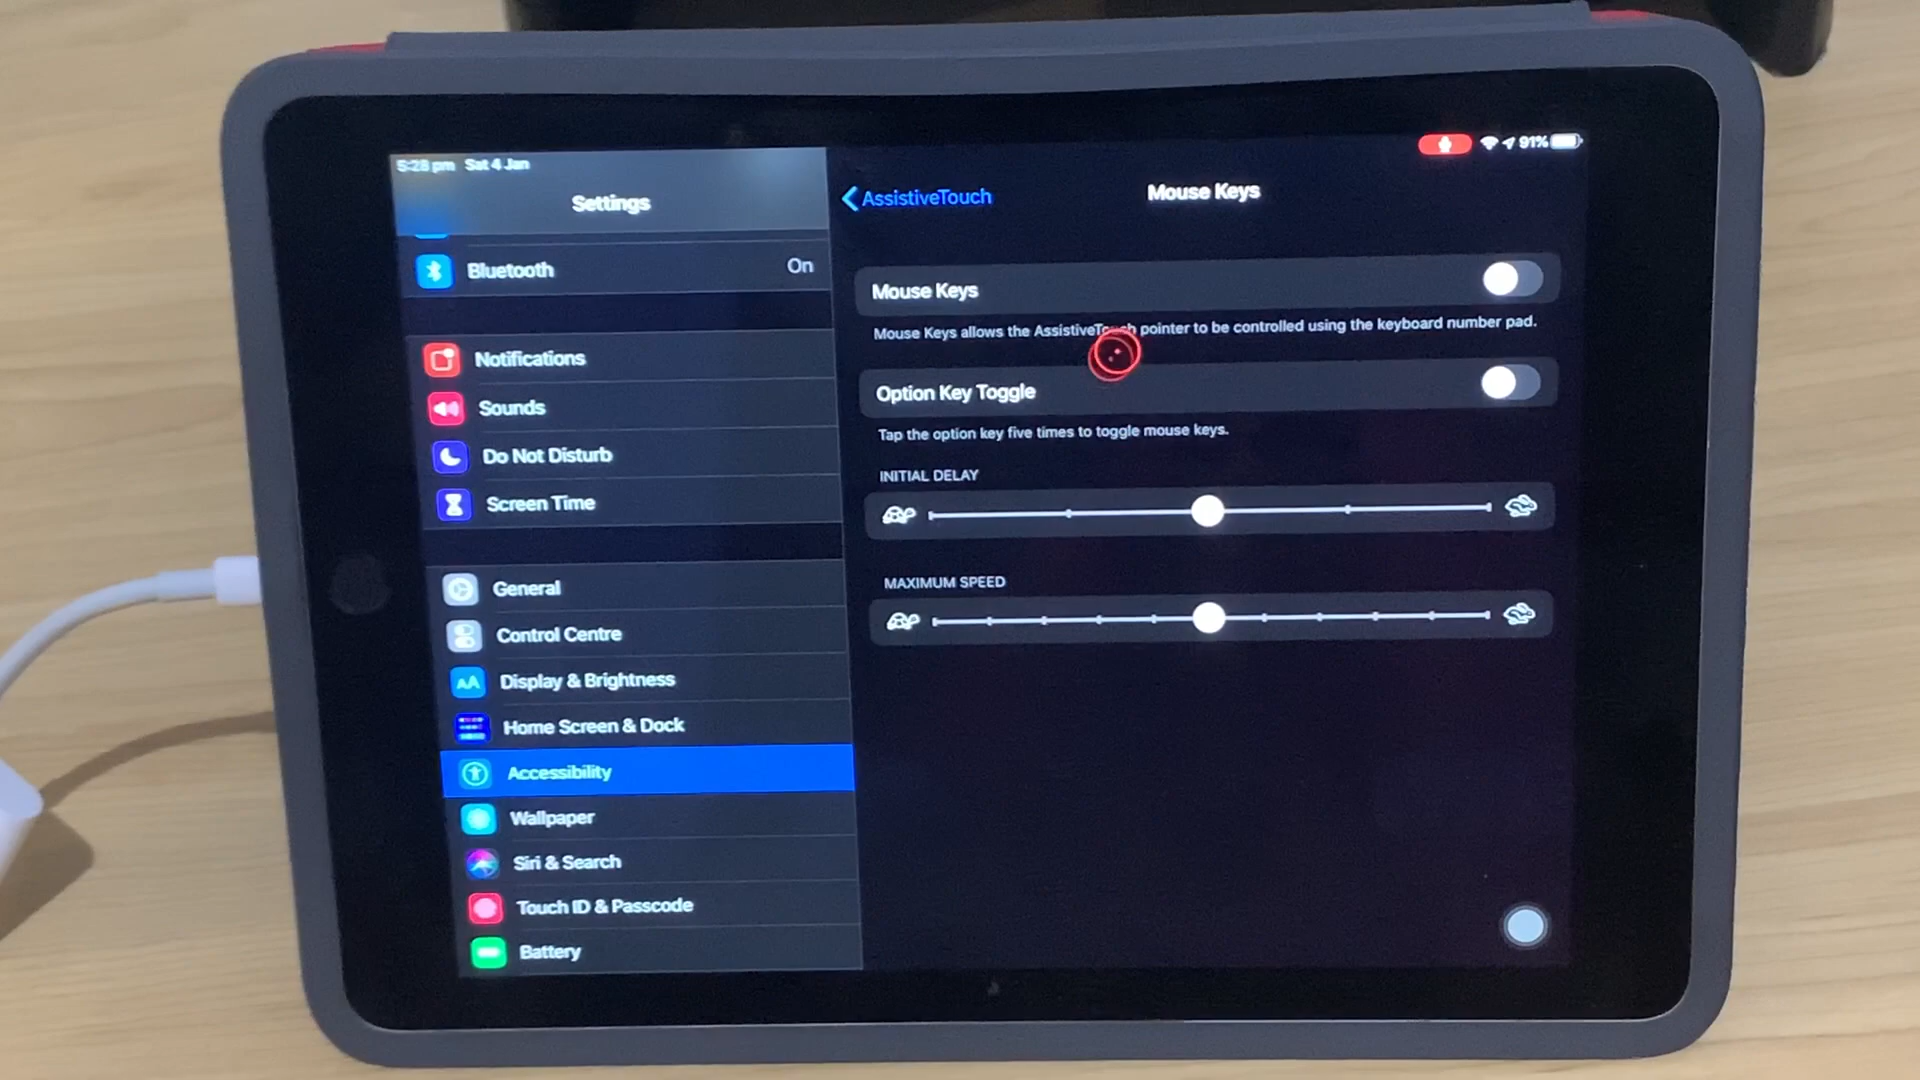 5:28 pm Sat 4 Jan
91%
Settings
Bluetooth On
Notifications
Sounds
Do Not Disturb
Screen Time
General
Control Centre
AA Display & Brightness
Home Screen & Dock
Accessibility
Wallpaper
Siri & Search
Touch ID & Passcode
Battery
AssistiveTouch
Mouse Keys
Mouse Keys
Mouse Keys allows the AssistiveTouch pointer to be controlled using the keyboard number pad.
Option Key Toggle
Tap the option key five times to toggle mouse keys.
INITIAL DELAY
MAXIMUM SPEED